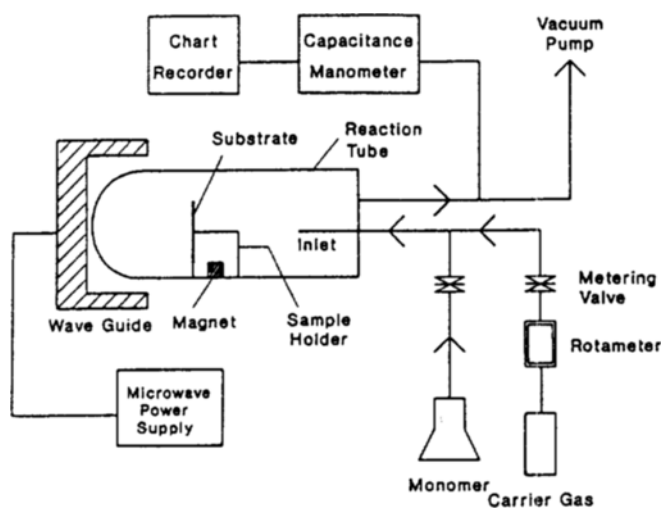 Chart
Recorder
Capacitance
Manometer
Vacuum
Pump
Substrate
Reaction
Tube
Inlet
Wave Guide
Magnet
Sample
Holder
Metering
Valve
Rotameter
Microwave
Power
Supply
Monomer
Carrier Gas